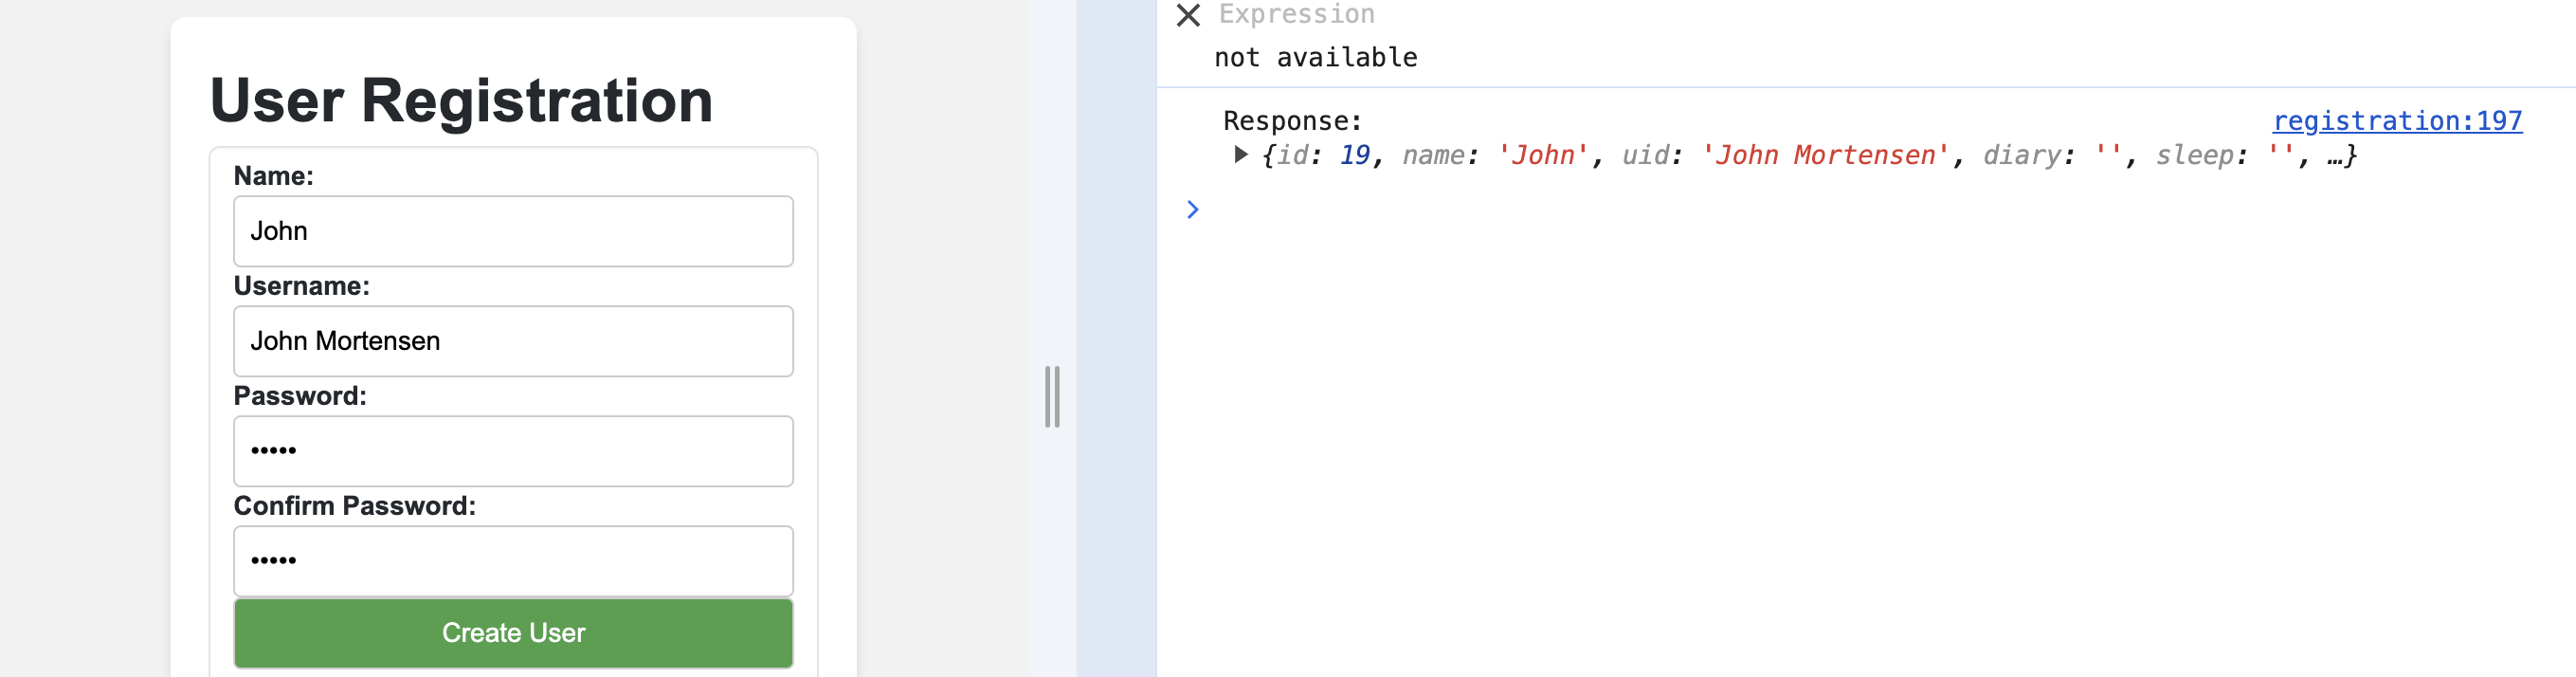 User Registration
Name:
John
Username:
John Mortensen
Password:
•••••
Confirm Password:
•••••
Create User
Expression
not available
Response:
registration:197
{id: 19, name: 'John', uid: 'John Mortensen', diary: '', sleep: '', …}